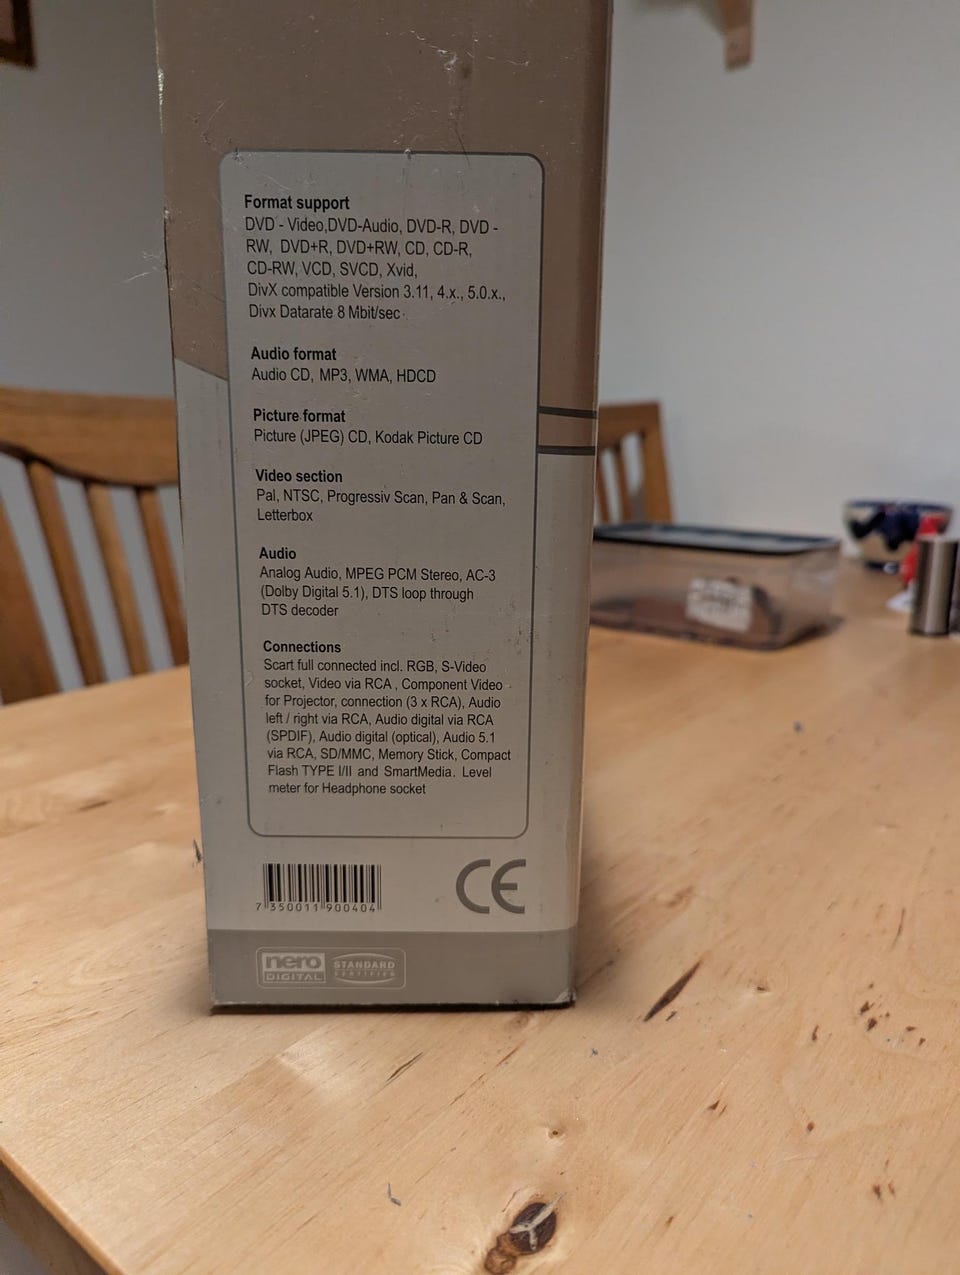 Format support
DVD - Video,DVD-Audio, DVD-R, DVD -
RW, DVD+R, DVD+RW, CD, CD-R,
CD-RW, VCD, SVCD, Xvid,
DivX compatible Version 3.11, 4.x., 5.0.x.,
Divx Datarate 8 Mbit/sec
Audio format
Audio CD, MP3, WMA, HDCD
Picture format
Picture (JPEG) CD, Kodak Picture CD
Video section
Pal, NTSC, Progressiv Scan, Pan & Scan,
Letterbox
Audio
Analog Audio, MPEG PCM Stereo, AC-3
(Dolby Digital 5.1), DTS loop through
DTS decoder
Connections
Scart full connected incl. RGB, S-Video
socket, Video via RCA , Component Video
for Projector, connection (3 x RCA), Audio
left / right via RCA, Audio digital via RCA
(SPDIF), Audio digital (optical), Audio 5.1
via RCA, SD/MMC, Memory Stick, Compact
Flash TYPE I/II and SmartMedia. Level
meter for Headphone socket
7 350011 900404
CE
nero
DIGITAL
STANDARD
CERTIFIED